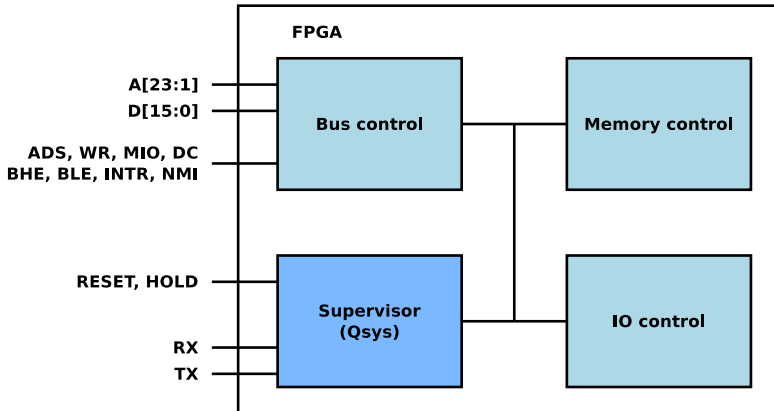 FPGA
A[23:1]
D[15:0]
Bus control
Memory control
ADS, WR, MIO, DC
BHE, BLE, INTR, NMI
RESET, HOLD
Supervisor
(Qsys)
IO control
RX
TX